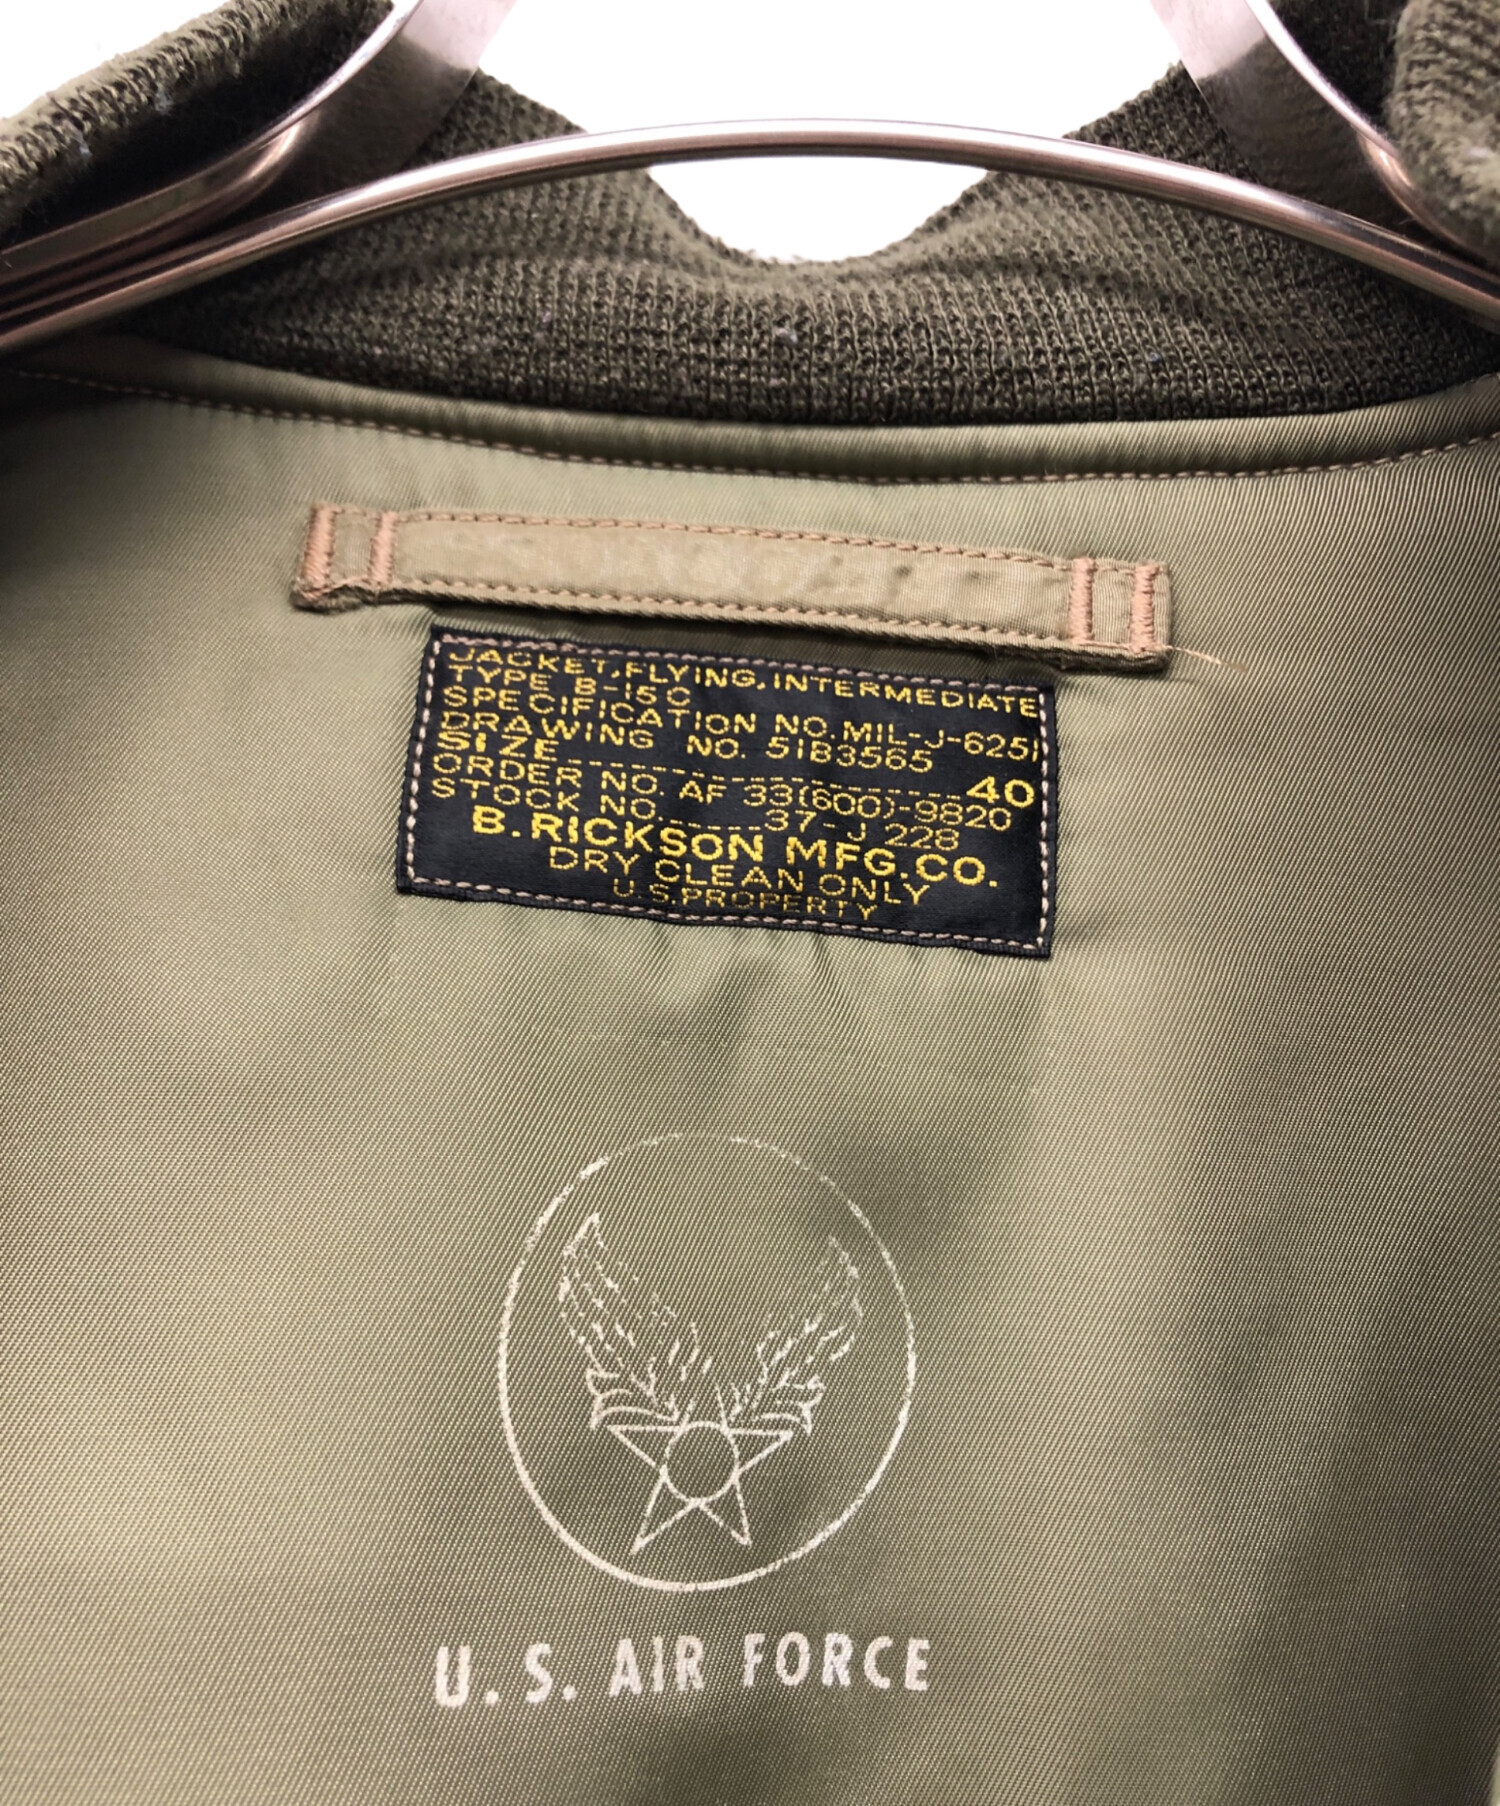 JACKET, FLYING, INTERMEDIATE
TYPE B-15C
SPECIFICATION NO. MIL-J-6251
DRAWING NO. 51B3565
SIZE 40
ORDER NO. AF 33(600)-9820
STOCK NO. 37-J 228
B. RICKSON MFG. CO.
DRY CLEAN ONLY
U.S. PROPERTY
U. S. AIR FORCE